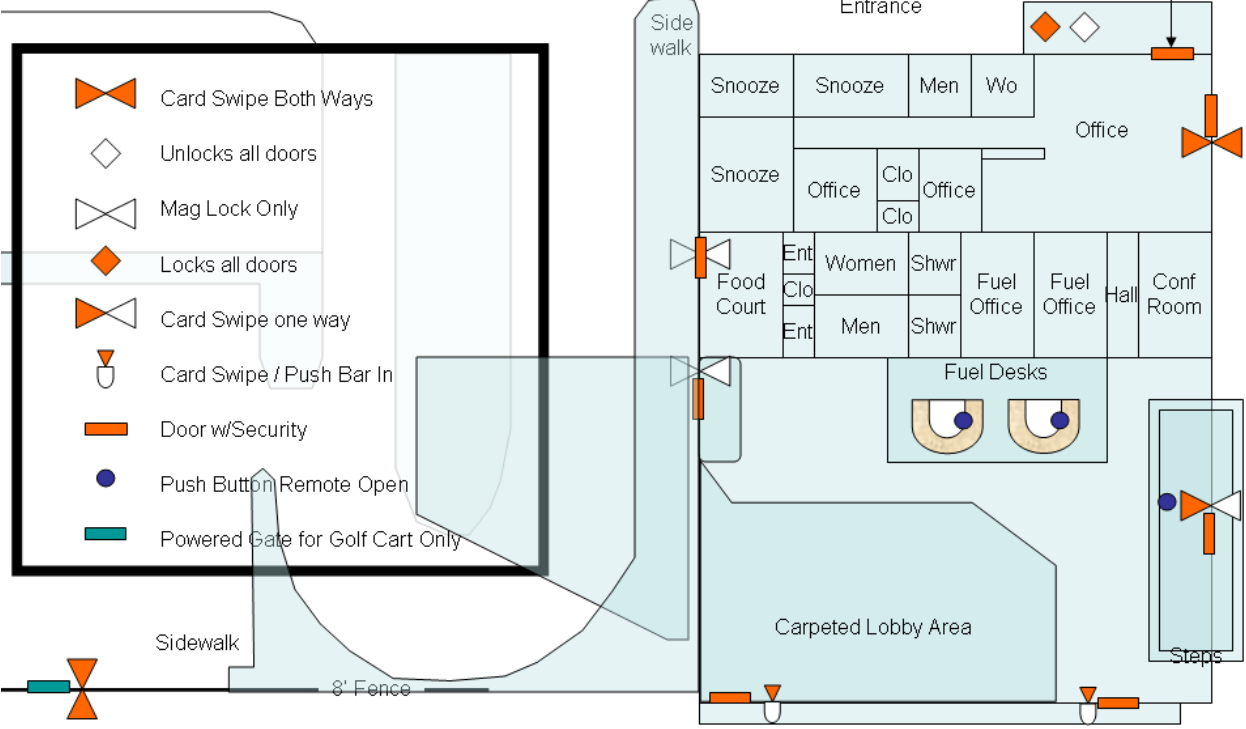 Entrance
Side
walk
Card Swipe Both Ways
Unlocks all doors
Mag Lock Only
Locks all doors
Card Swipe one way
Card Swipe / Push Bar In
Door w/Security
Push Button Remote Open
Powered Gate for Golf Cart Only
Snooze
Snooze
Men
Wo
Office
Snooze
Office
Clo
Office
Clo
Food
Court
Ent
Clo
Ent
Women
Men
Shwr
Shwr
Fuel
Office
Fuel
Office
Hall
Conf
Room
Fuel Desks
Carpeted Lobby Area
Steps
Sidewalk
8' Fence